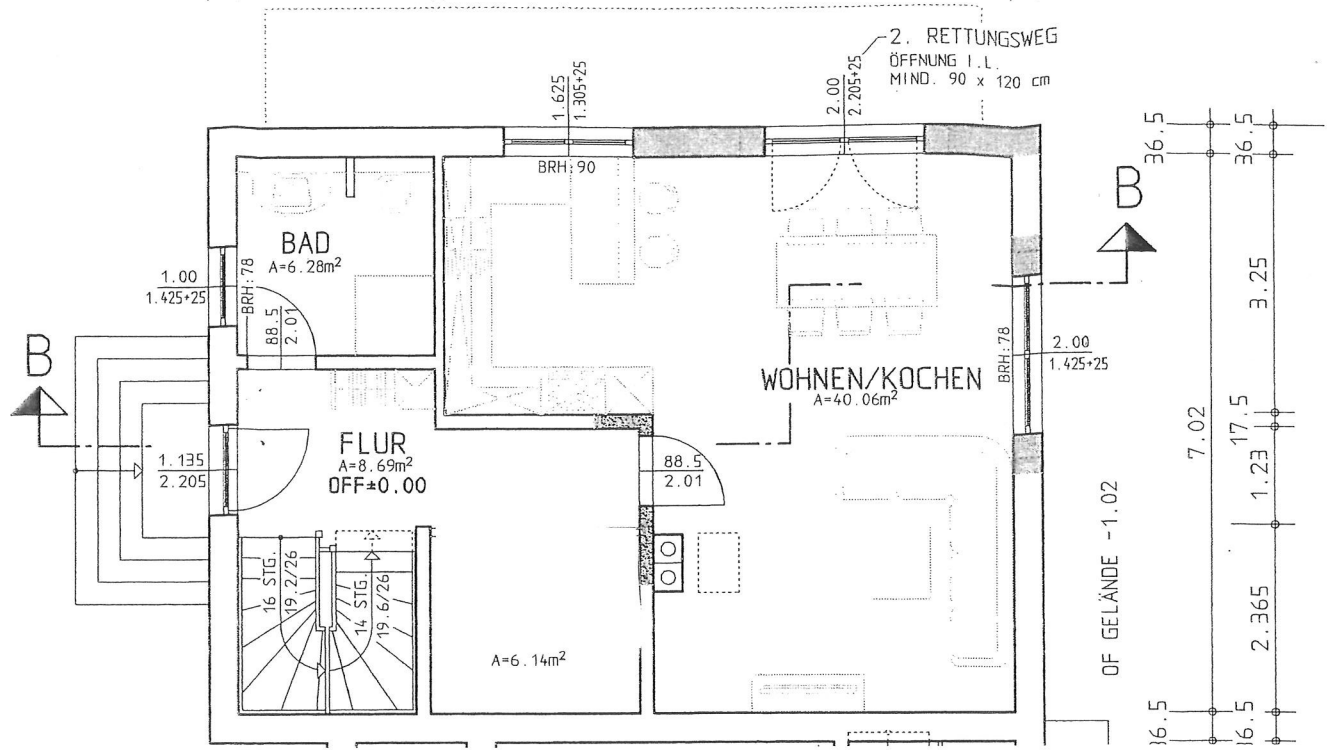 2. RETTUNGSWEG
ÖFFNUNG I.L.
MIND. 90 x 120 cm
1.625
1.305+25
2.00
2.205+25
BRH:90
36.5
36.5
B
BAD
A=6.28m²
1.00
1.425+25
BRH:78
88.5
2.01
3.25
BRH:78
2.00
1.425+25
B
WOHNEN/KOCHEN
A=40.06m²
7.02
17.5
FLUR
A=8.69m²
OFF±0.00
1.135
2.205
88.5
2.01
1.23
OF GELÄNDE -1.02
16 STG.
19.2/26
14 STG.
19.6/26
2.365
A=6.14m²
36.5
36.5